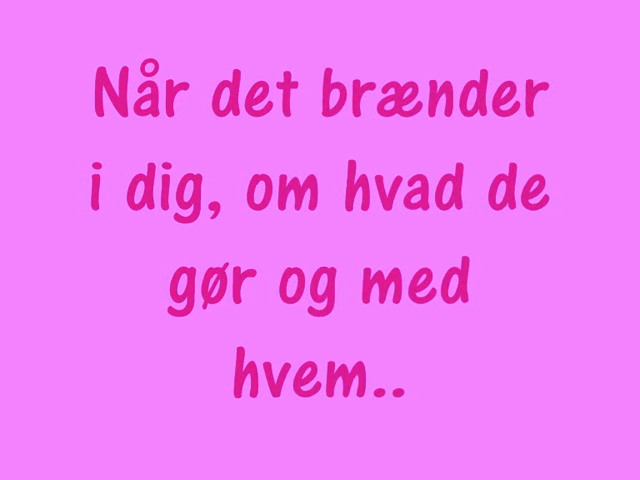 Når det brænder
i dig, om hvad de
gør og med
hvem..